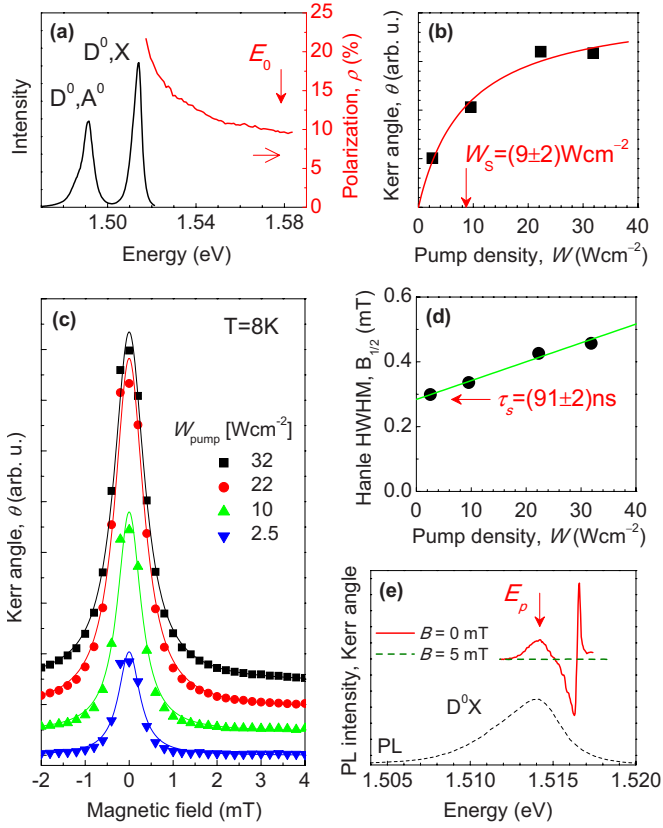 (a)
D⁰,X
D⁰,A⁰
E₀
Intensity
1.50
1.54
1.58
Energy (eV)
25
20
15
10
5
0
Polarization, ρ (%)
(b)
Kerr angle, θ (arb. u.)
W_S=(9±2)Wcm⁻²
0
10
20
30
40
Pump density, W (Wcm⁻²)
(c)
T=8K
W_pump [Wcm⁻²]
32
22
10
2.5
Kerr angle, θ (arb. u.)
-2
-1
0
1
2
3
4
Magnetic field (mT)
(d)
0.6
0.3
0.0
Hanle HWHM, B_1/2 (mT)
τ_s=(91±2)ns
0
10
20
30
40
Pump density, W (Wcm⁻²)
(e)
E_p
B = 0 mT
B = 5 mT
D⁰X
PL
PL intensity, Kerr angle
1.505
1.510
1.515
1.520
Energy (eV)